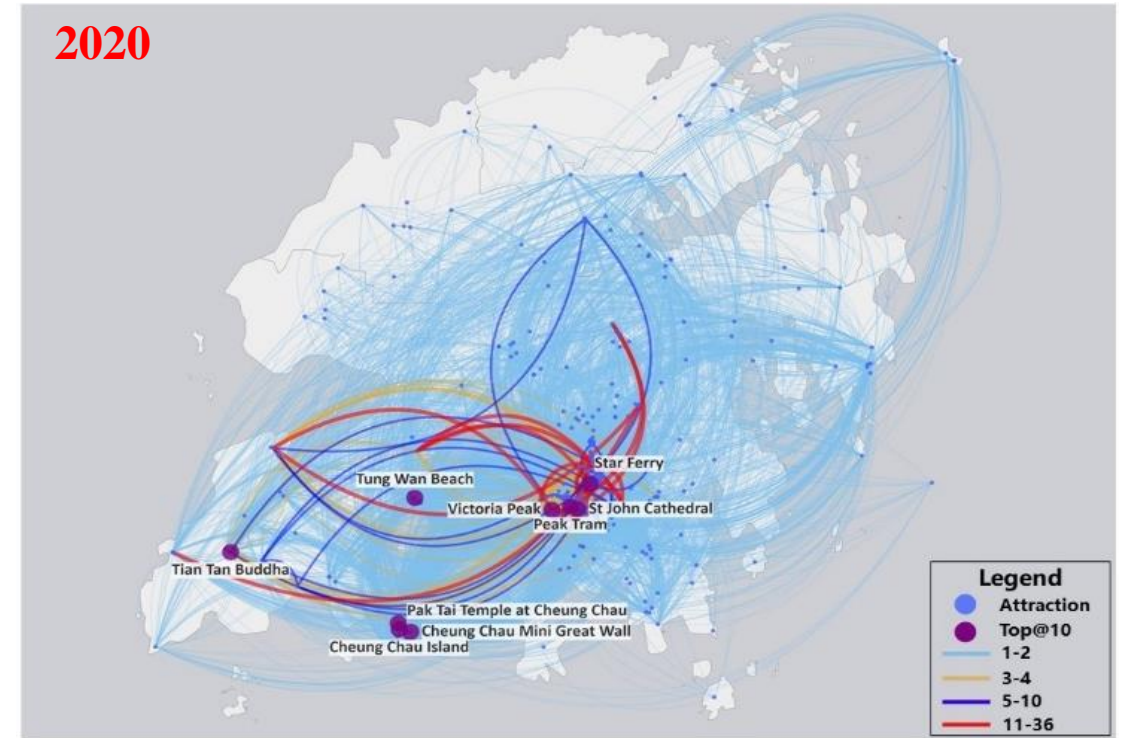 2020
Star Ferry
Tung Wan Beach
Victoria Peak
St John Cathedral
Peak Tram
Tian Tan Buddha
Pak Tai Temple at Cheung Chau
Cheung Chau Mini Great Wall
Cheung Chau Island
Legend
Attraction
Top@10
1-2
3-4
5-10
11-36